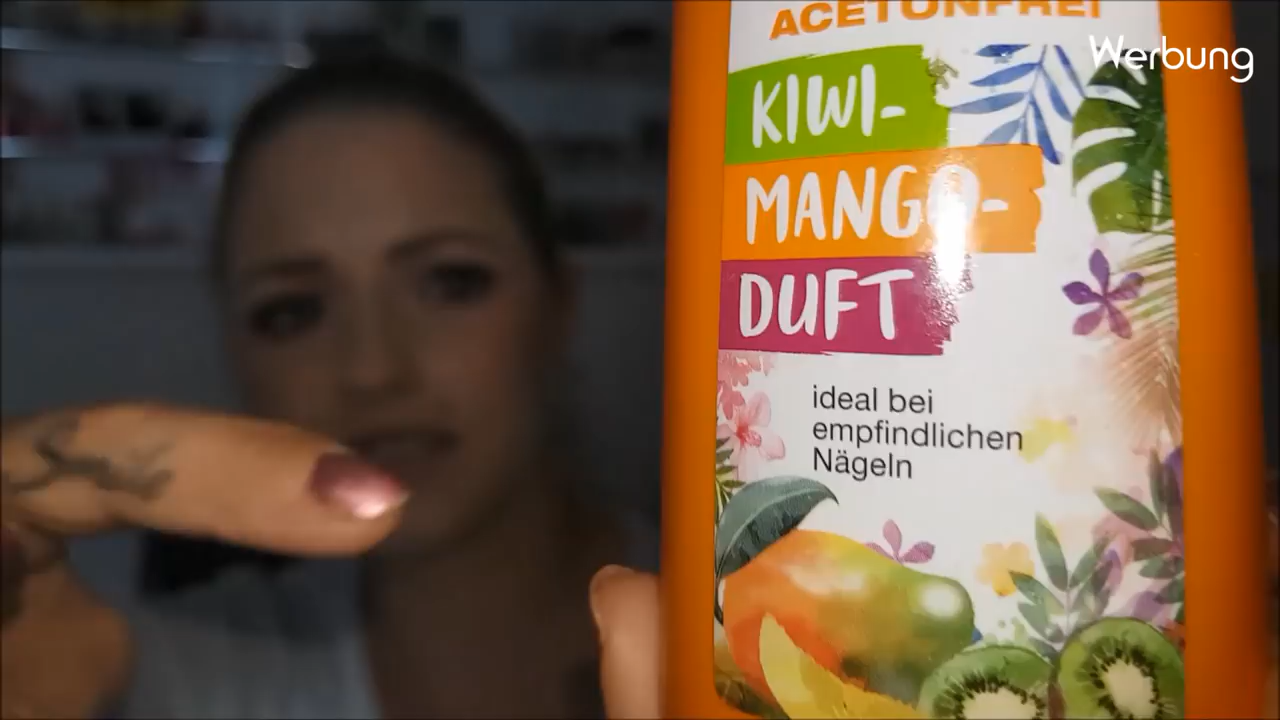 Werbung
ACETONFREI
KIWI-
MANGO-
DUFT
ideal bei
empfindlichen
Nägeln